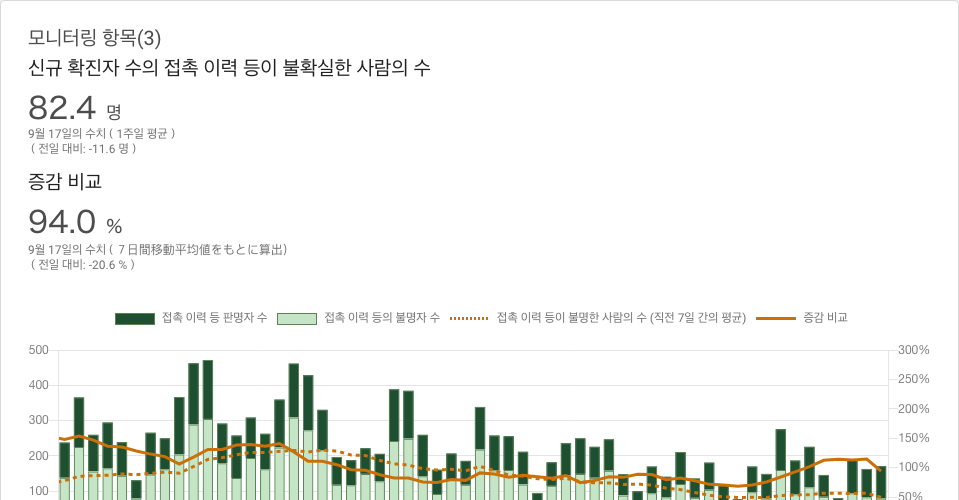 모니터링 항목(3)
신규 확진자 수의 접촉 이력 등이 불확실한 사람의 수
82.4 명
9월 17일의 수치 ( 1주일 평균 )
( 전일 대비: -11.6 명 )
증감 비교
94.0 %
9월 17일의 수치 ( 7 日間移動平均値をもとに算出)
( 전일 대비: -20.6 % )
접촉 이력 등 판명자 수 접촉 이력 등의 불명자 수 접촉 이력 등이 불명한 사람의 수 (직전 7일 간의 평균) 증감 비교
500 300%
400 250%
300 200%
200 150%
100 100%
50%